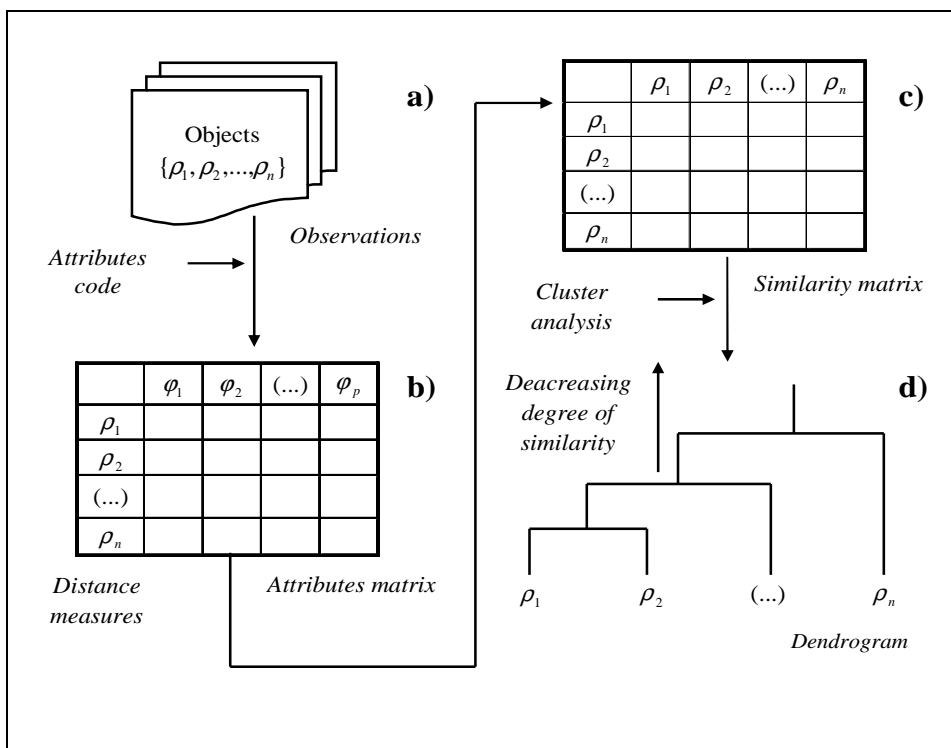 a)
Objects
{ρ₁, ρ₂,...,ρₙ}
Observations
Attributes
code
b)
φ₁ φ₂ (...) φₚ
ρ₁
ρ₂
(...)
ρₙ
Distance
measures
Attributes matrix
c)
ρ₁ ρ₂ (...) ρₙ
ρ₁
ρ₂
(...)
ρₙ
Similarity matrix
Cluster
analysis
d)
Deacreasing
degree of
similarity
ρ₁ ρ₂ (...) ρₙ
Dendrogram